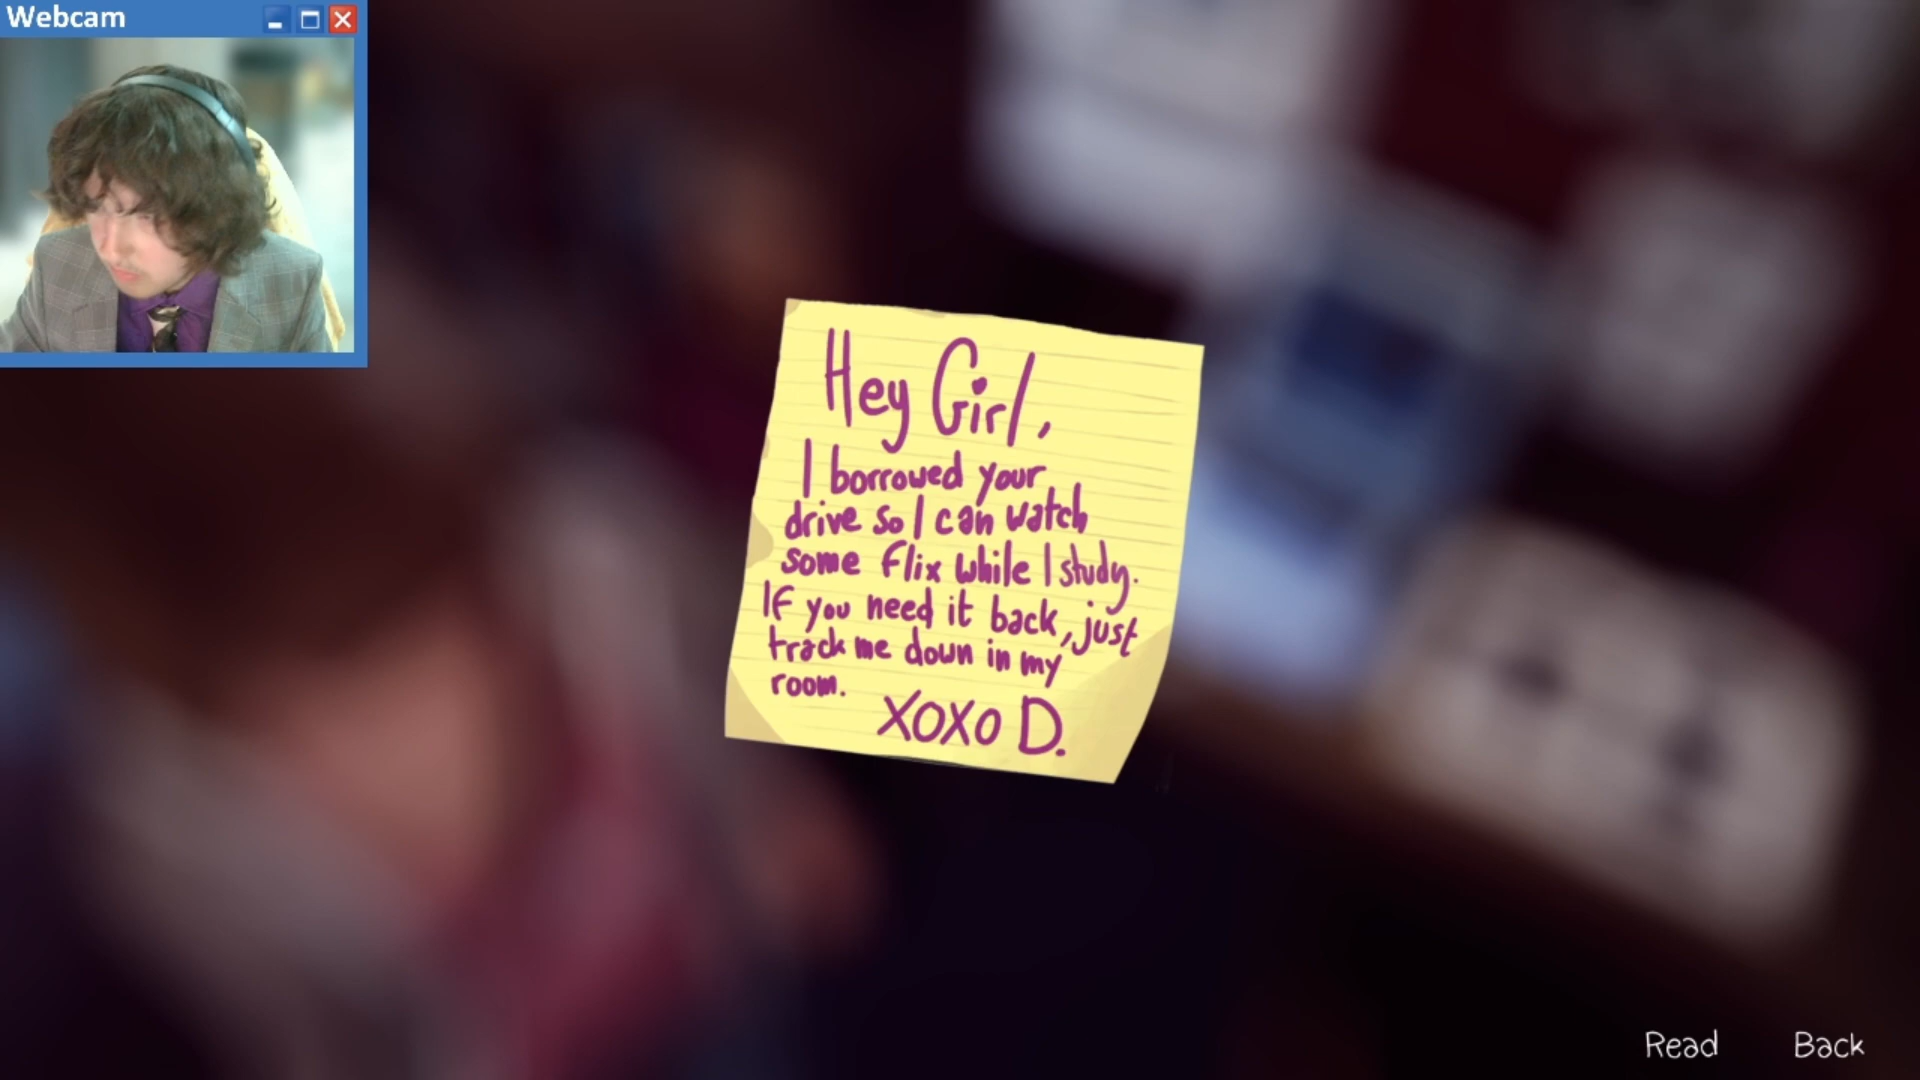 Webcam
Hey Girl,
I borrowed your
drive so I can watch
some flix while I study.
If you need it back, just
track me down in my
room.
XOXO D.
Read Back